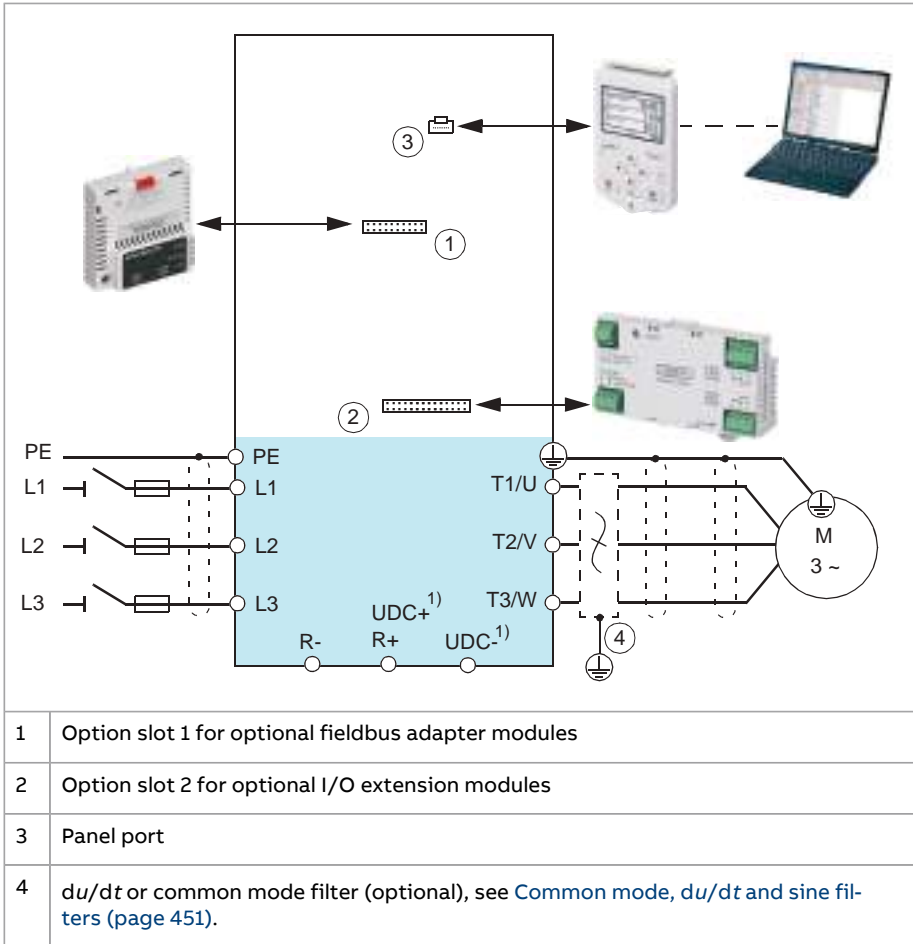 3
1
2
PE
PE
L1
L1
T1/U
L2
L2
T2/V
M
3 ~
L3
L3
T3/W
UDC+1)
R-
R+
UDC-1)
4
1 Option slot 1 for optional fieldbus adapter modules
2 Option slot 2 for optional I/O extension modules
3 Panel port
4 du/dt or common mode filter (optional), see Common mode, du/dt and sine fil-
ters (page 451).